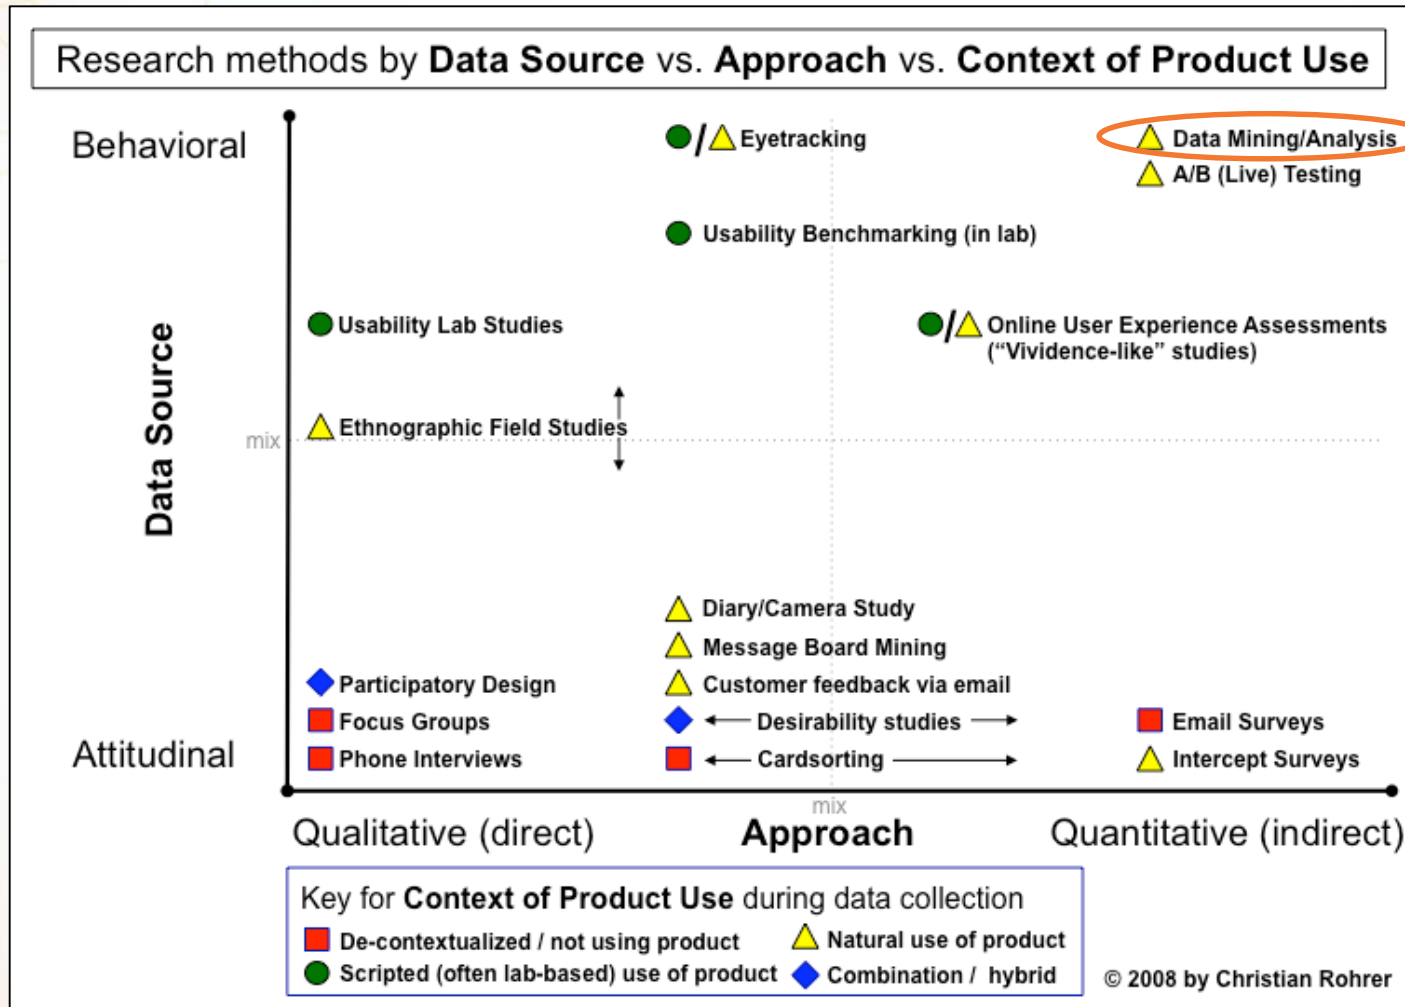 Research methods by Data Source vs. Approach vs. Context of Product Use
Behavioral
/ Eyetracking
Data Mining/Analysis
A/B (Live) Testing
Usability Benchmarking (in lab)
Usability Lab Studies
/ Online User Experience Assessments
(“Vividence-like” studies)
Data Source
Ethnographic Field Studies
mix
Diary/Camera Study
Message Board Mining
Participatory Design
Customer feedback via email
Focus Groups
Desirability studies
Email Surveys
Attitudinal
Phone Interviews
Cardsorting
Intercept Surveys
mix
Qualitative (direct)
Approach
Quantitative (indirect)
Key for Context of Product Use during data collection
De-contextualized / not using product
Natural use of product
Scripted (often lab-based) use of product
Combination / hybrid
© 2008 by Christian Rohrer